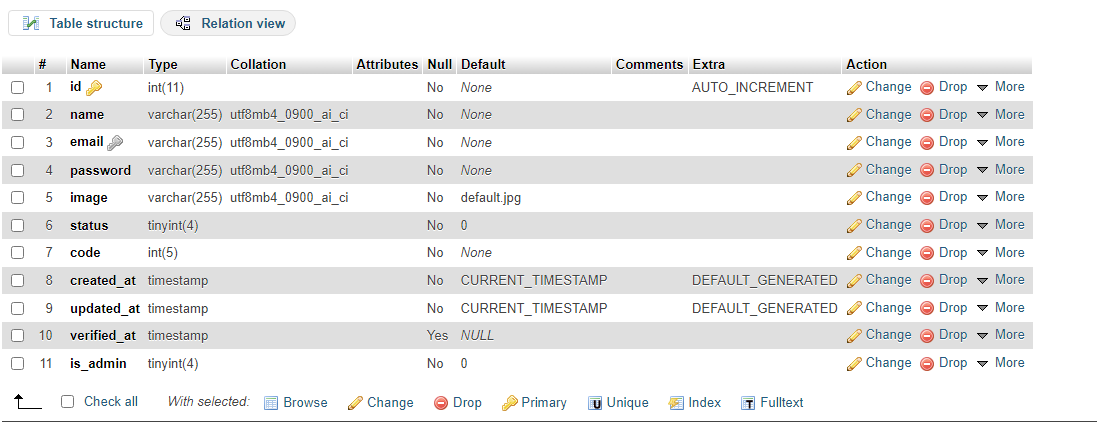 Table structure Relation view
# Name Type Collation Attributes Null Default Comments Extra Action
1 id int(11) No None AUTO_INCREMENT Change Drop More
2 name varchar(255) utf8mb4_0900_ai_ci No None Change Drop More
3 email varchar(255) utf8mb4_0900_ai_ci No None Change Drop More
4 password varchar(255) utf8mb4_0900_ai_ci No None Change Drop More
5 image varchar(255) utf8mb4_0900_ai_ci No default.jpg Change Drop More
6 status tinyint(4) No 0 Change Drop More
7 code int(5) No None Change Drop More
8 created_at timestamp No CURRENT_TIMESTAMP DEFAULT_GENERATED Change Drop More
9 updated_at timestamp No CURRENT_TIMESTAMP DEFAULT_GENERATED Change Drop More
10 verified_at timestamp Yes NULL Change Drop More
11 is_admin tinyint(4) No 0 Change Drop More
Check all With selected: Browse Change Drop Primary Unique Index Fulltext